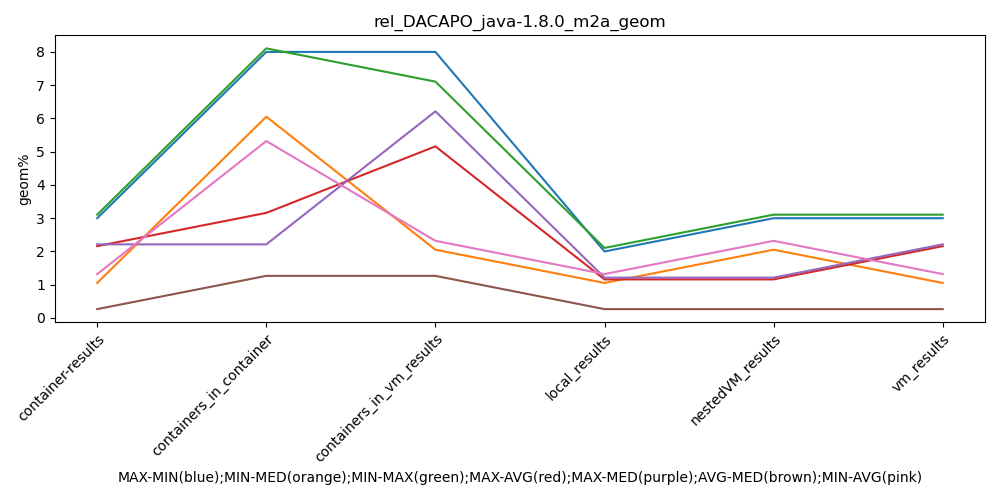 rel_DACAPO_java-1.8.0_m2a_geom
geom%
8
7
6
5
4
3
2
1
0
container-results
containers_in_container
containers_in_vm_results
local_results
nestedVM_results
vm_results
MAX-MIN(blue);MIN-MED(orange);MIN-MAX(green);MAX-AVG(red);MAX-MED(purple);AVG-MED(brown);MIN-AVG(pink)